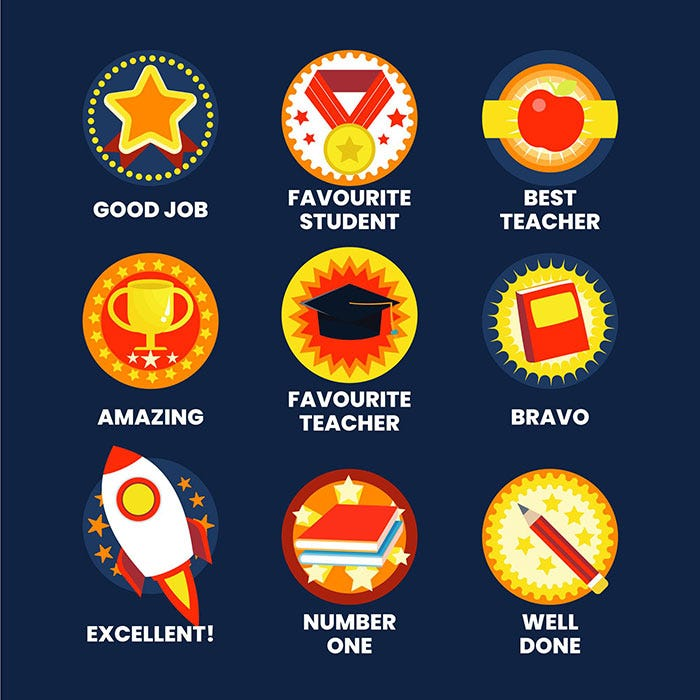 GOOD JOB
FAVOURITE
STUDENT
BEST
TEACHER
AMAZING
FAVOURITE
TEACHER
BRAVO
EXCELLENT!
NUMBER
ONE
WELL
DONE